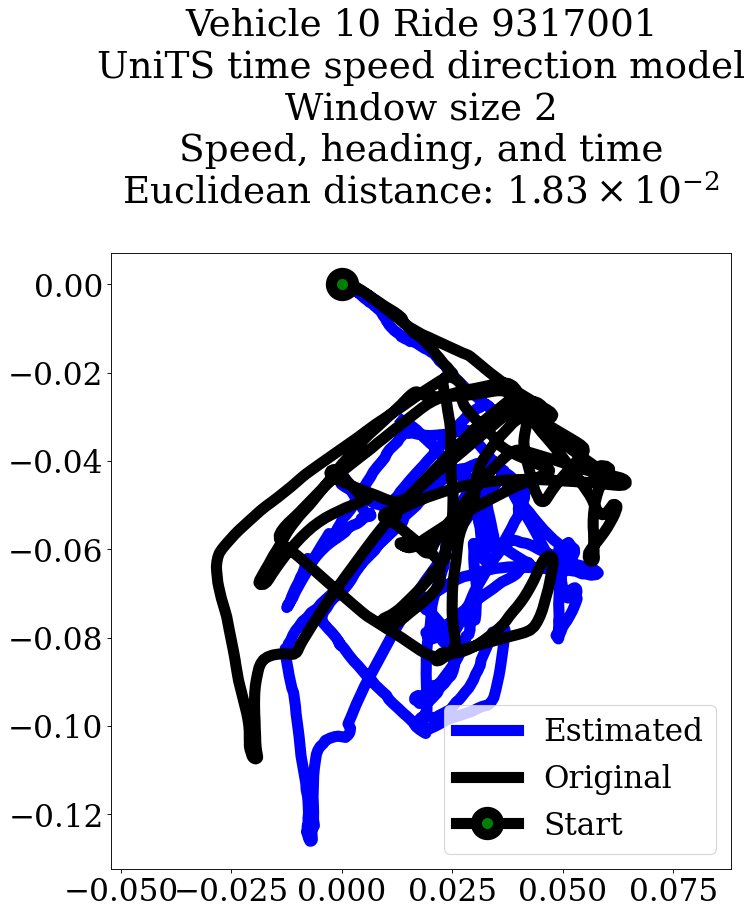 Vehicle 10 Ride 9317001
UniTS time speed direction model
Window size 2
Speed, heading, and time
Euclidean distance: 1.83 × 10⁻²
0.00
−0.02
−0.04
−0.06
−0.08
−0.10
−0.12
Estimated
Original
Start
−0.050 −0.025 0.000 0.025 0.050 0.075